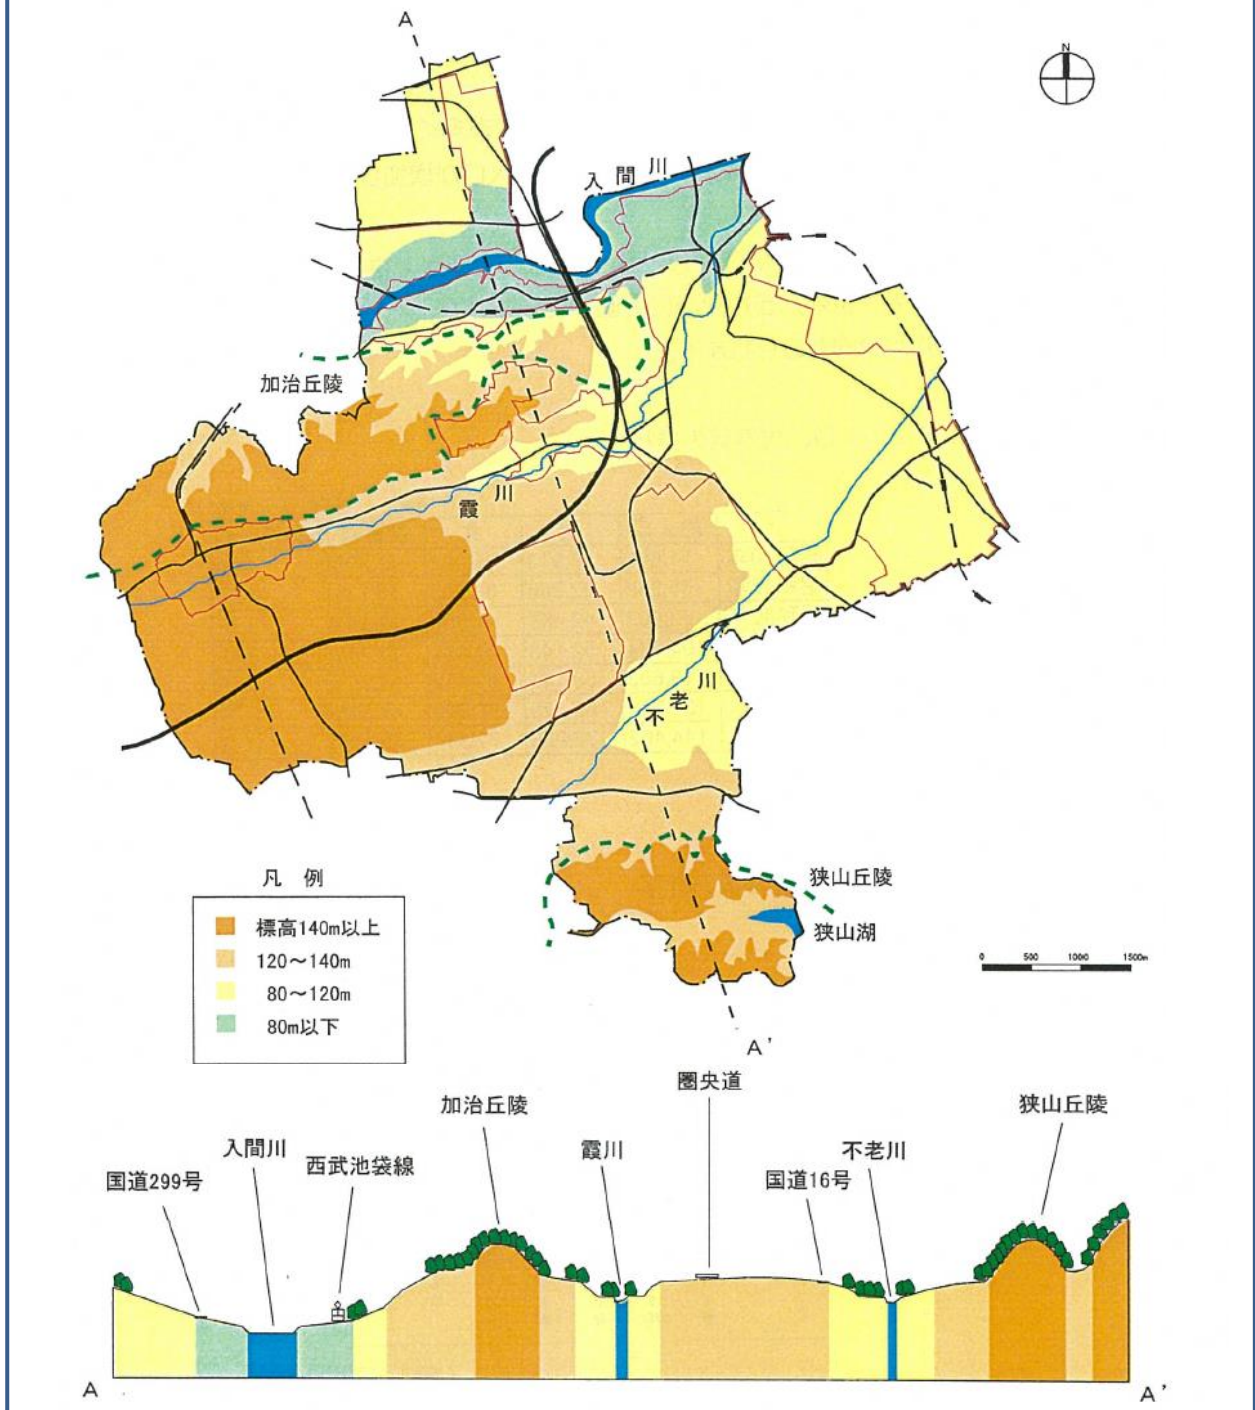 A
N
入間川
加治丘陵
霞川
不老川
狭山丘陵
狭山湖
凡 例
標高140m以上
120～140m
80～120m
80m以下
0 500 1000 1500m
A'
圏央道
加治丘陵
狭山丘陵
入間川
霞川
不老川
西武池袋線
国道299号
国道16号
A
A'